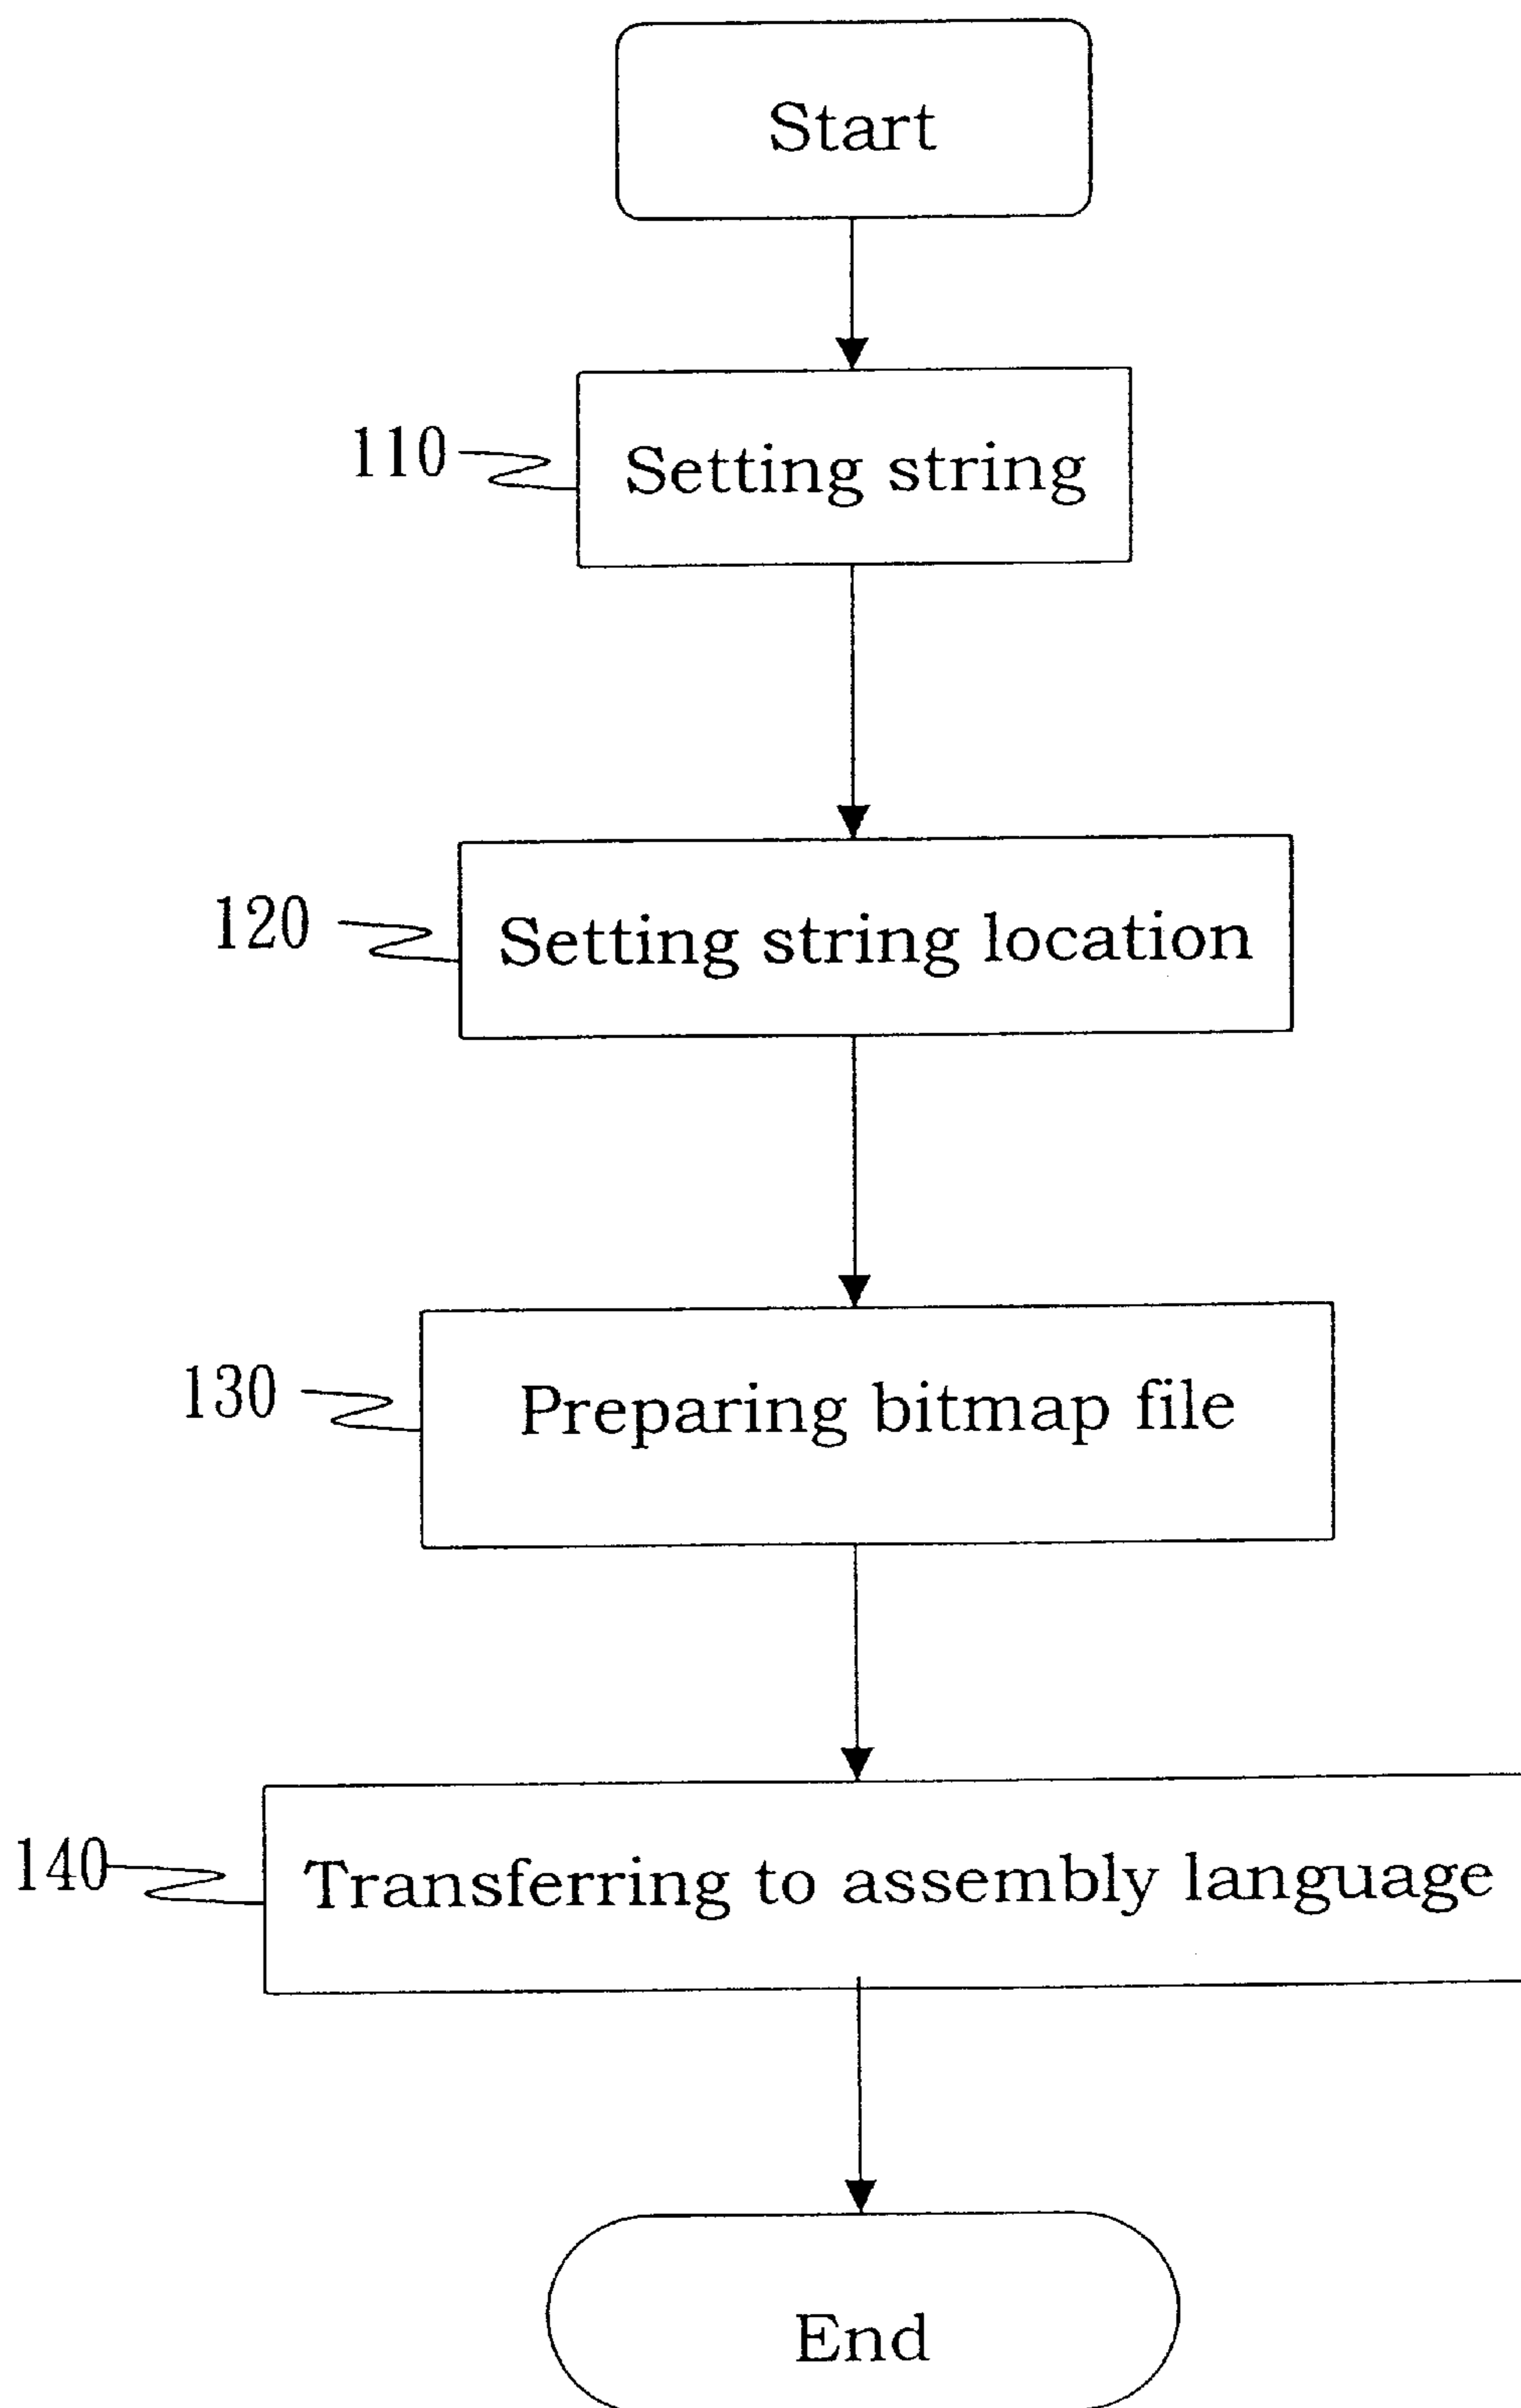 Start
110
Setting string
120
Setting string location
130
Preparing bitmap file
140
Transferring to assembly language
End